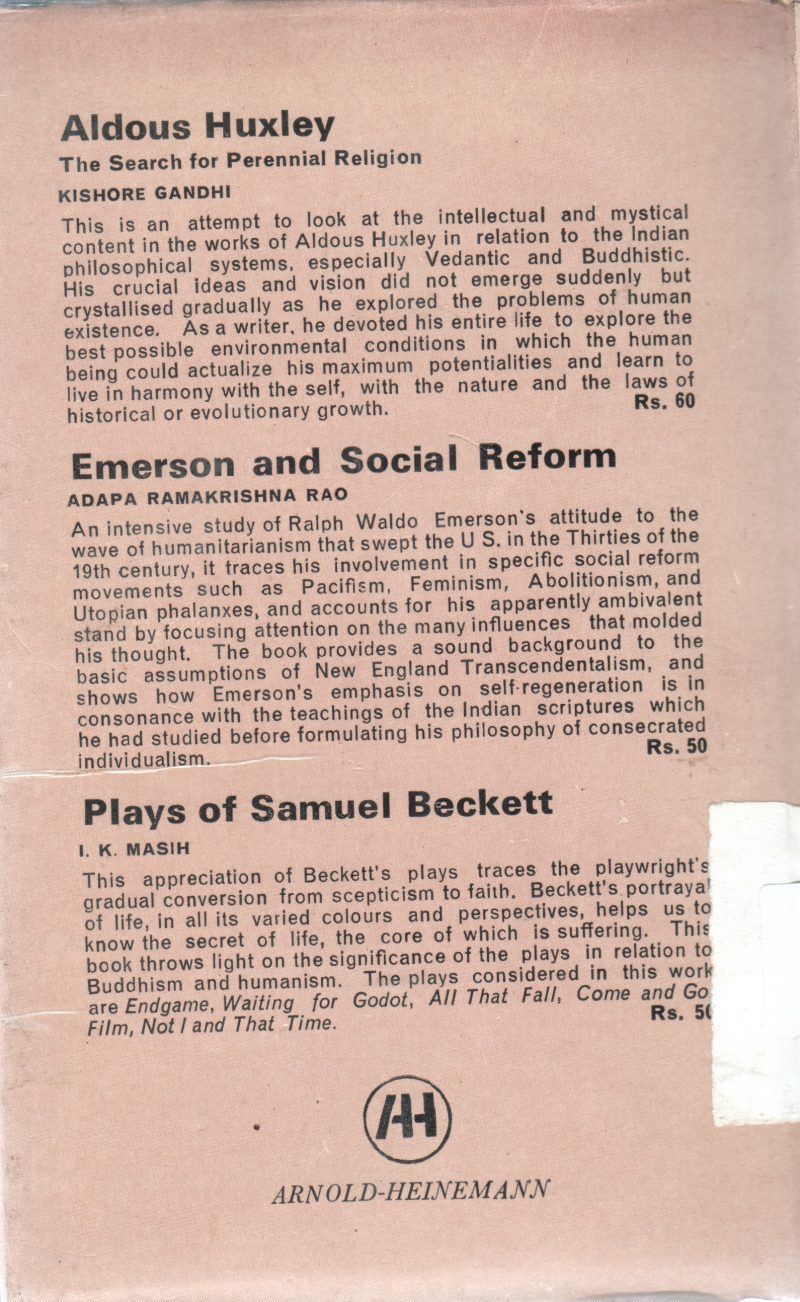 Aldous Huxley
The Search for Perennial Religion
KISHORE GANDHI
This is an attempt to look at the intellectual and mystical
content in the works of Aldous Huxley in relation to the Indian
philosophical systems, especially Vedantic and Buddhistic.
His crucial ideas and vision did not emerge suddenly but
crystallised gradually as he explored the problems of human
existence. As a writer, he devoted his entire life to explore the
best possible environmental conditions in which the human
being could actualize his maximum potentialities and learn to
live in harmony with the self, with the nature and the laws of
historical or evolutionary growth. Rs. 60
Emerson and Social Reform
ADAPA RAMAKRISHNA RAO
An intensive study of Ralph Waldo Emerson's attitude to the
wave of humanitarianism that swept the U S. in the Thirties of the
19th century, it traces his involvement in specific social reform
movements such as Pacifism, Feminism, Abolitionism, and
Utopian phalanxes, and accounts for his apparently ambivalent
stand by focusing attention on the many influences that molded
his thought. The book provides a sound background to the
basic assumptions of New England Transcendentalism, and
shows how Emerson's emphasis on self-regeneration is in
consonance with the teachings of the Indian scriptures which
he had studied before formulating his philosophy of consecrated
individualism. Rs. 50
Plays of Samuel Beckett
I. K. MASIH
This appreciation of Beckett's plays traces the playwright's
gradual conversion from scepticism to faith. Beckett's portrayal
of life, in all its varied colours and perspectives, helps us to
know the secret of life, the core of which is suffering. This
book throws light on the significance of the plays in relation to
Buddhism and humanism. The plays considered in this work
are Endgame, Waiting for Godot, All That Fall, Come and Go
Film, Not I and That Time. Rs. 50
AH
ARNOLD-HEINEMANN